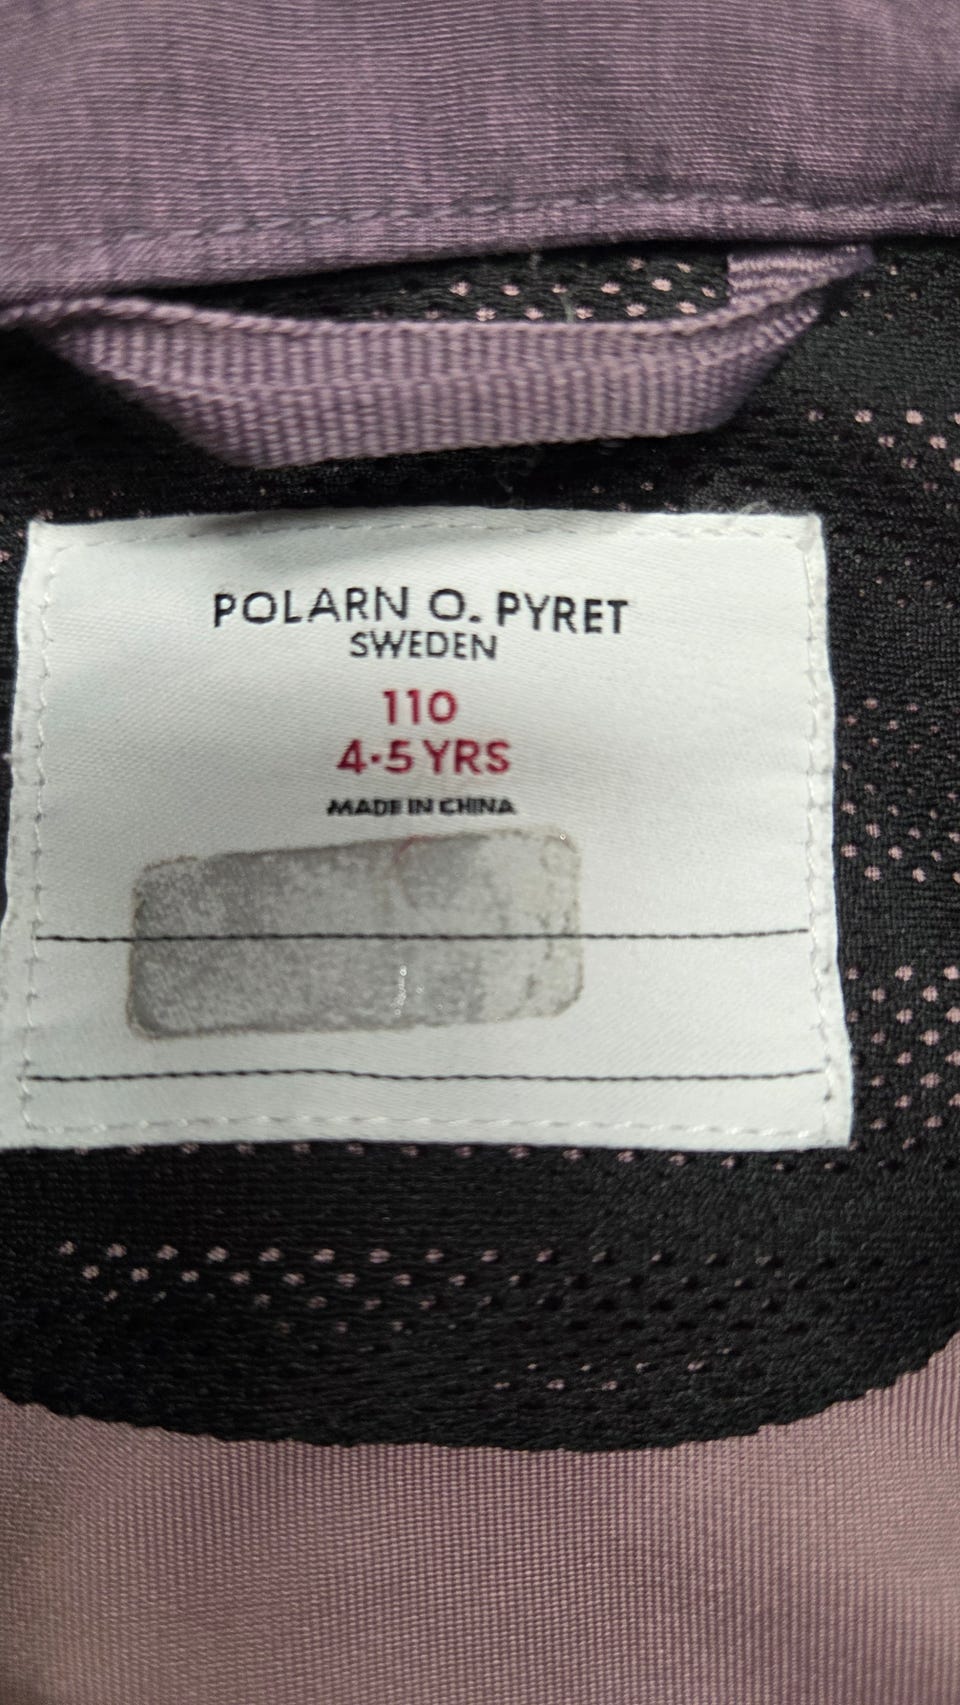 POLARN O. PYRET
SWEDEN
110
4-5 YRS
MADE IN CHINA